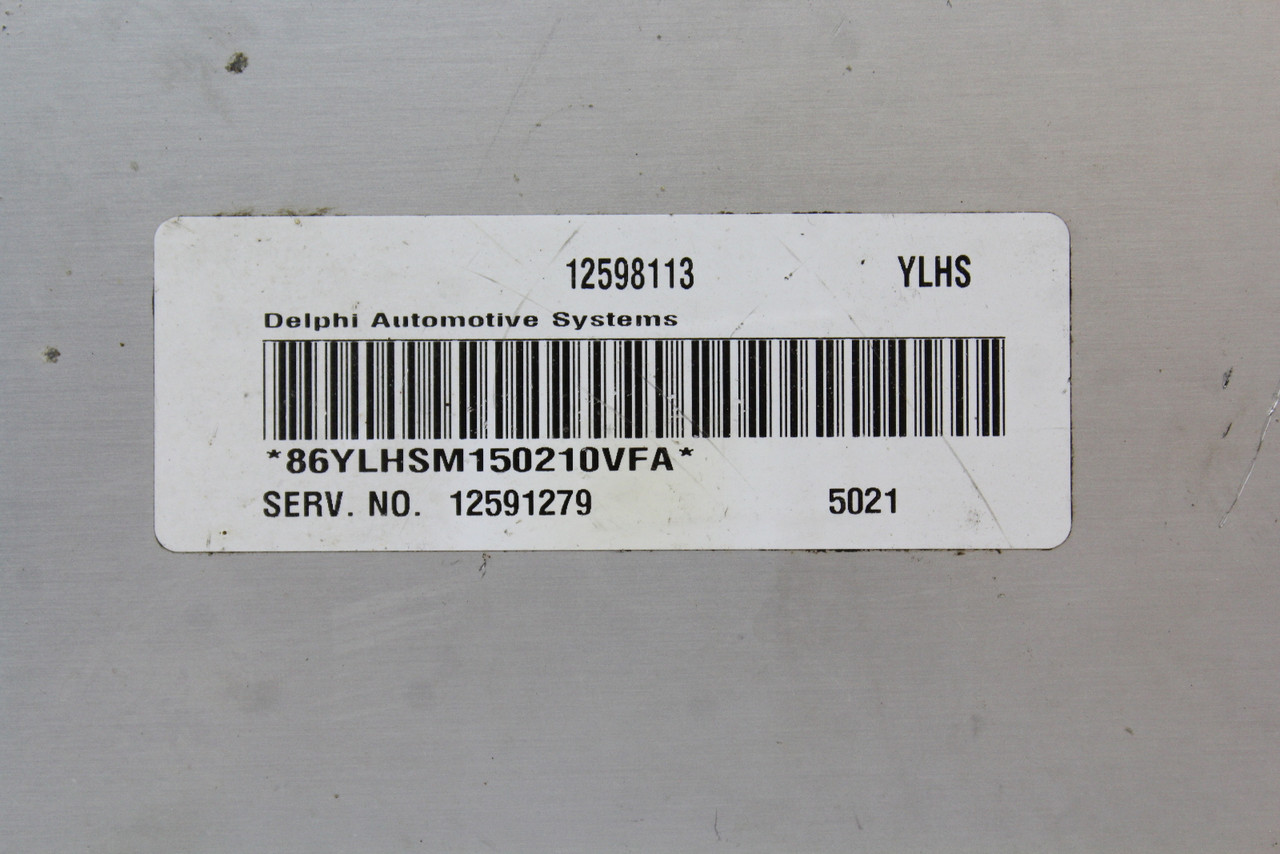 12598113 YLHS
Delphi Automotive Systems
*86YLHSM150210VFA*
SERV. NO. 12591279 5021